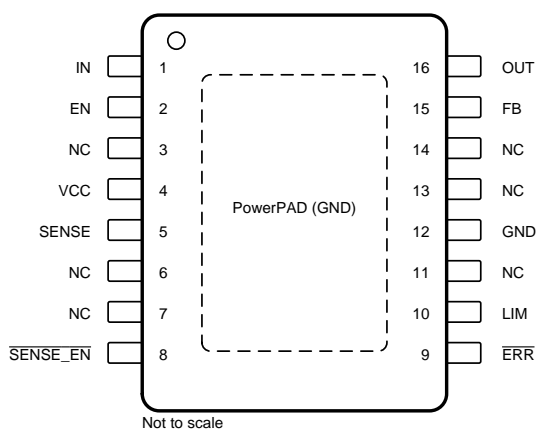 IN 1 16 OUT
EN 2 15 FB
NC 3 14 NC
VCC 4 13 NC
PowerPAD (GND)
SENSE 5 12 GND
NC 6 11 NC
NC 7 10 LIM
SENSE_EN 8 9 ERR
Not to scale